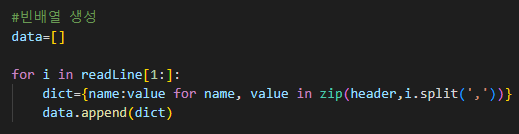 #빈배열 생성
data=[]
for i in readLine[1:]:
    dict={name:value for name, value in zip(header,i.split(','))}
    data.append(dict)